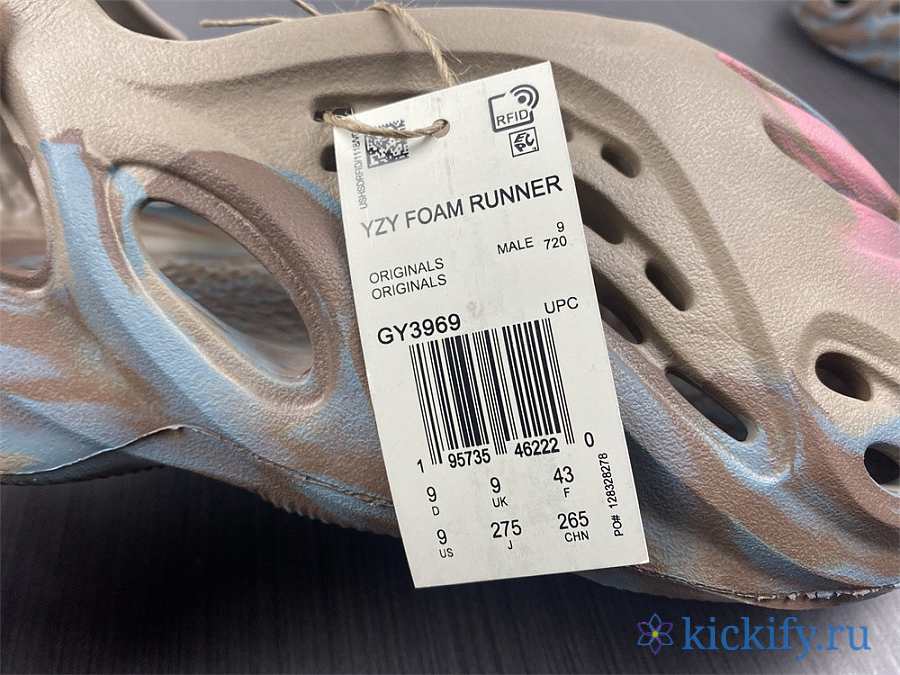 RFID
EPC
YZY FOAM RUNNER
MALE 9
720
ORIGINALS
ORIGINALS
UPC
GY3969
1 95735 46222 0
9 9 43
D UK F
9 275 265
US J CHN
PO# 128328278
kickify.ru